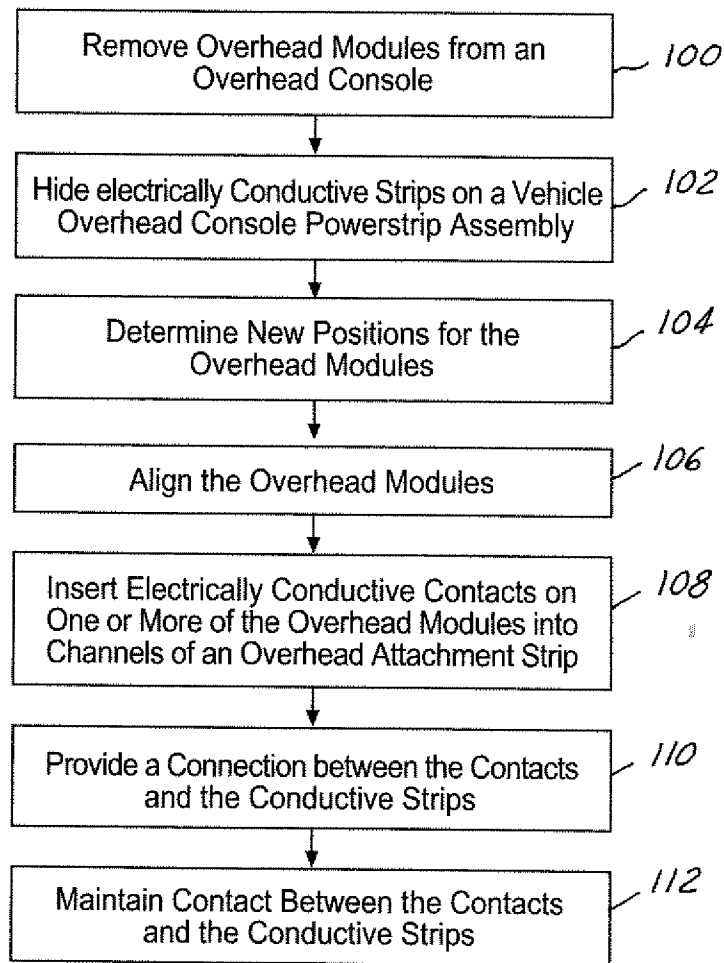 Remove Overhead Modules from an
Overhead Console
100
Hide electrically Conductive Strips on a Vehicle
Overhead Console Powerstrip Assembly
102
Determine New Positions for the
Overhead Modules
104
Align the Overhead Modules
106
Insert Electrically Conductive Contacts on
One or More of the Overhead Modules into
Channels of an Overhead Attachment Strip
108
Provide a Connection between the Contacts
and the Conductive Strips
110
Maintain Contact Between the Contacts
and the Conductive Strips
112